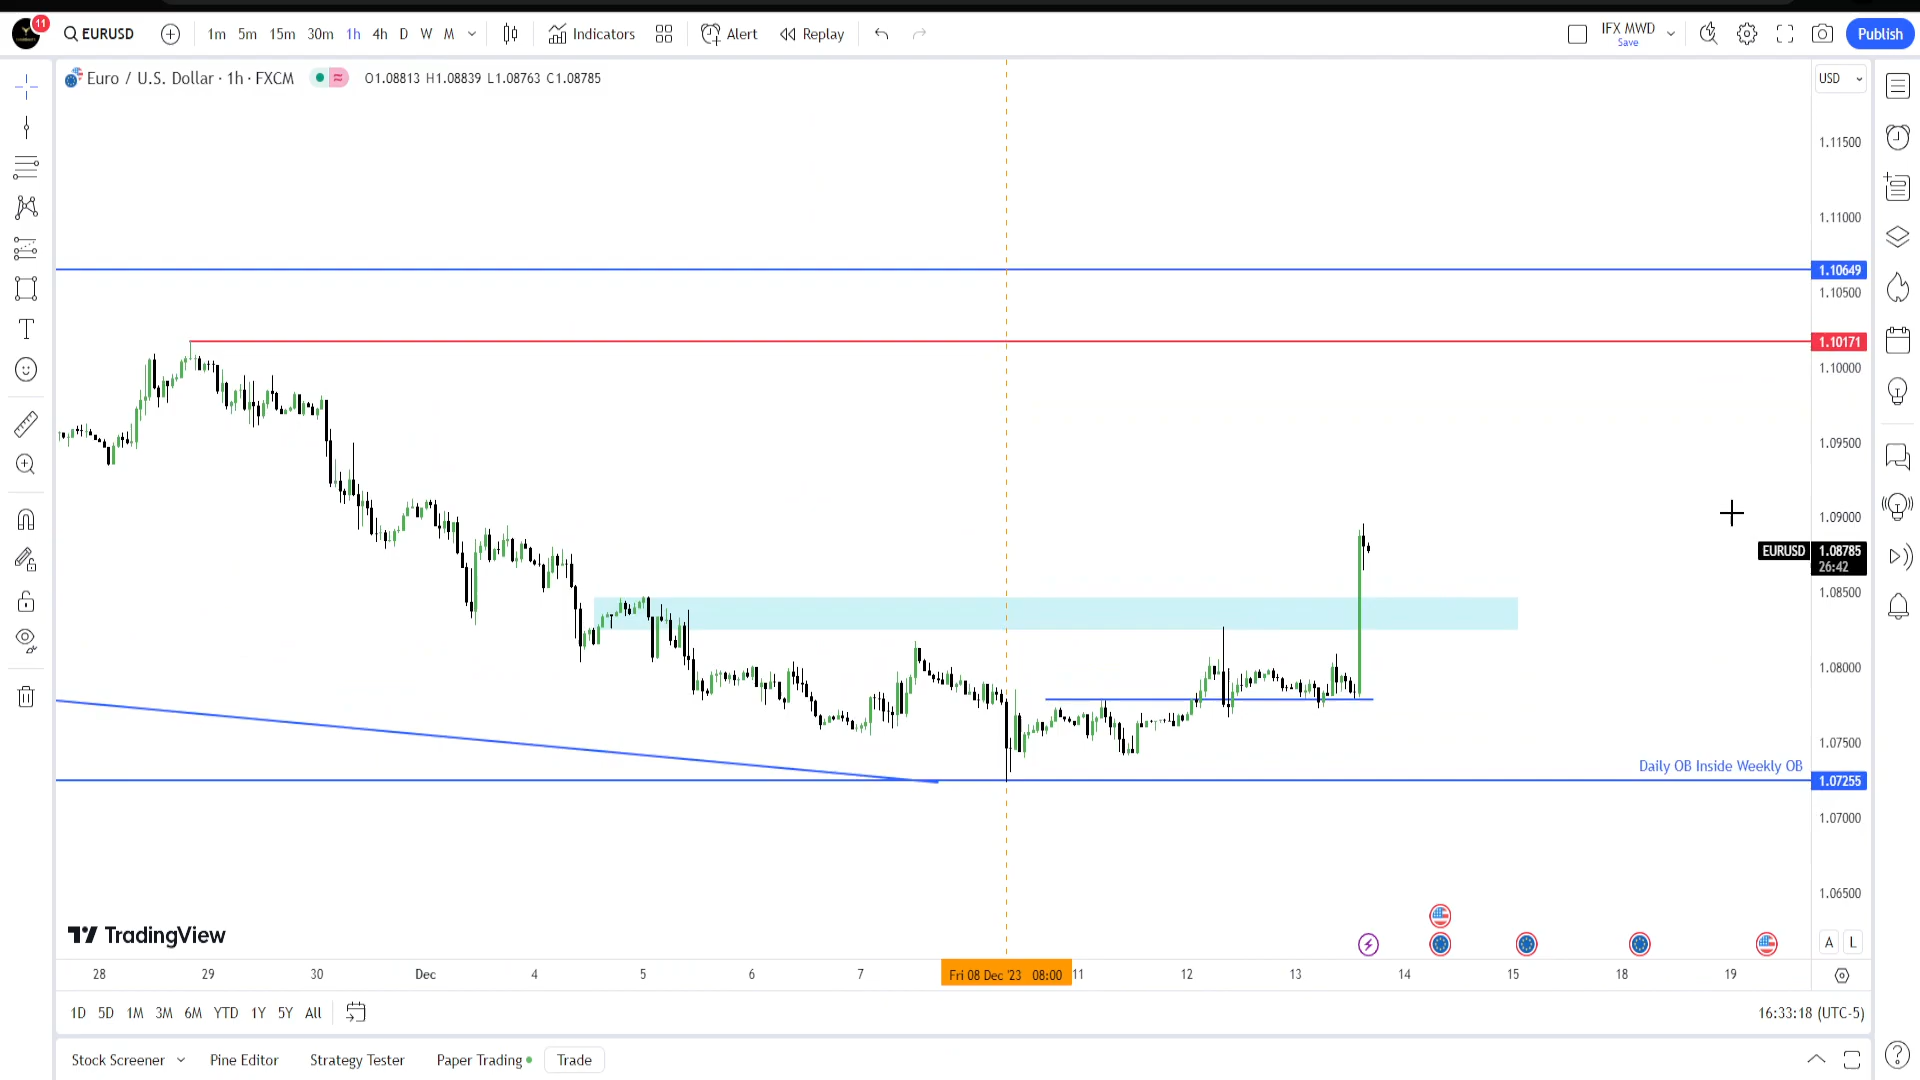 11
EURUSD
1m 5m 15m 30m 1h 4h D W M
Indicators
Alert
Replay
IFX MWD
Save
Publish
Euro / U.S. Dollar · 1h · FXCM
O1.08813 H1.08839 L1.08763 C1.08785
USD
1.11500
1.11000
1.10649
1.10500
1.10171
1.10000
1.09500
1.09000
EURUSD 1.08785
26:42
1.08500
1.08000
1.07500
Daily OB Inside Weekly OB
1.07255
1.07000
1.06500
TradingView
A L
28 29 30 Dec 4 5 6 7 Fri 08 Dec '23 08:00 11 12 13 14 15 18 19
1D 5D 1M 3M 6M YTD 1Y 5Y All
16:33:18 (UTC-5)
Stock Screener Pine Editor Strategy Tester Paper Trading Trade